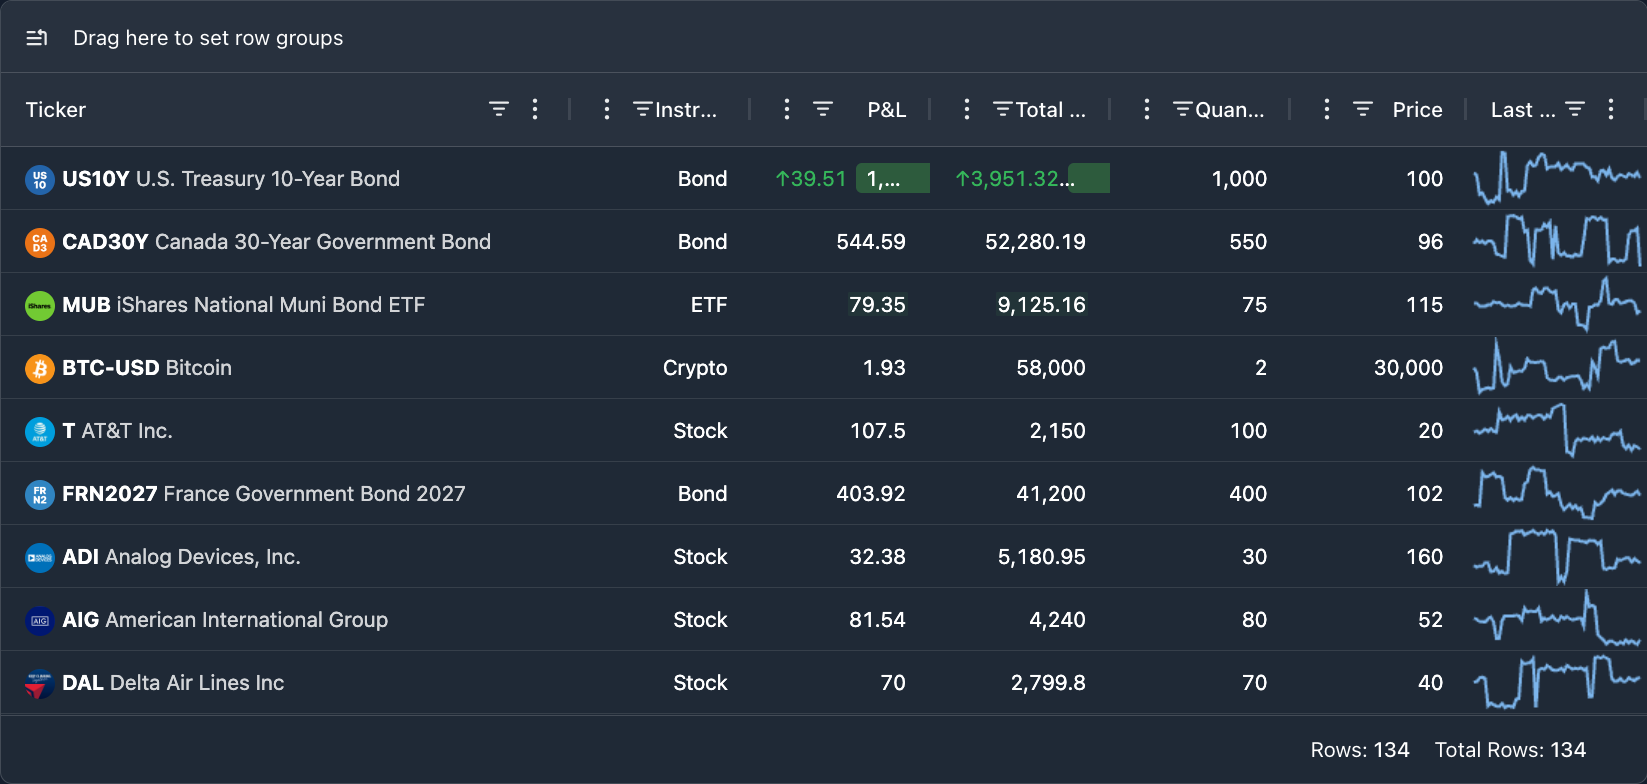 Drag here to set row groups
Ticker Instr... P&L Total ... Quan... Price Last ...
US 10 US10Y U.S. Treasury 10-Year Bond Bond ↑39.51 1,... ↑3,951.32... 1,000 100
CA D3 CAD30Y Canada 30-Year Government Bond Bond 544.59 52,280.19 550 96
iShares MUB iShares National Muni Bond ETF ETF 79.35 9,125.16 75 115
BTC-USD Bitcoin Crypto 1.93 58,000 2 30,000
AT&T T AT&T Inc. Stock 107.5 2,150 100 20
FR N2 FRN2027 France Government Bond 2027 Bond 403.92 41,200 400 102
ANALOG DEVICES ADI Analog Devices, Inc. Stock 32.38 5,180.95 30 160
AIG AIG American International Group Stock 81.54 4,240 80 52
DAL Delta Air Lines Inc Stock 70 2,799.8 70 40
Rows: 134 Total Rows: 134